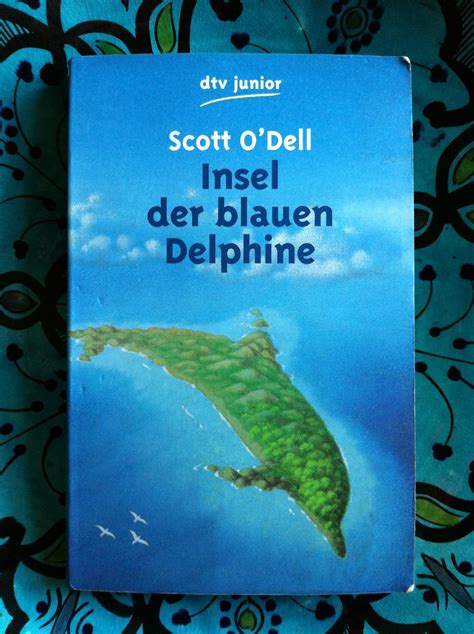 dtv junior
Scott O'Dell
Insel
der blauen
Delphine